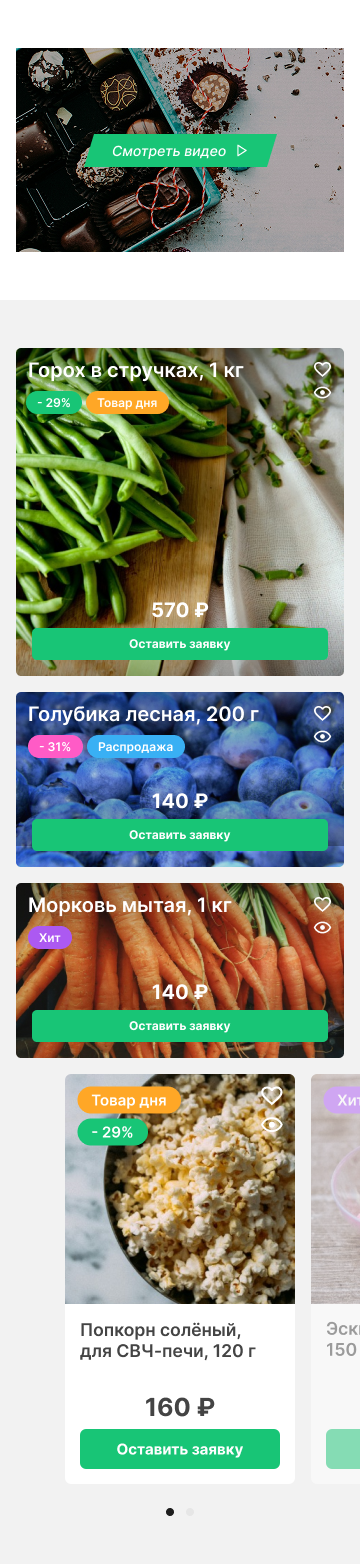 Смотреть видео
Горох в стручках, 1 кг
- 29% Товар дня
570 ₽
Оставить заявку
Голубика лесная, 200 г
- 31% Распродажа
140 ₽
Оставить заявку
Морковь мытая, 1 кг
Хит
140 ₽
Оставить заявку
Товар дня
- 29%
Попкорн солёный,
для СВЧ-печи, 120 г
160 ₽
Оставить заявку
150